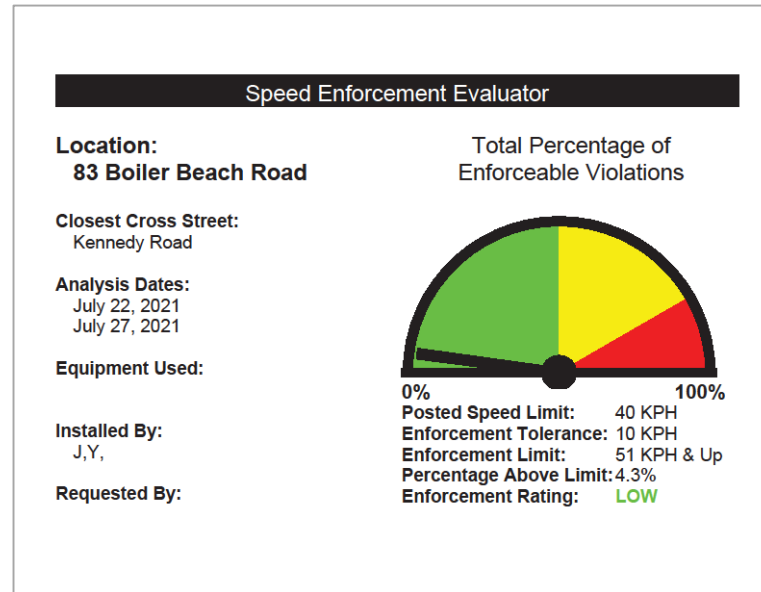 Speed Enforcement Evaluator
Location:
83 Boiler Beach Road
Closest Cross Street:
Kennedy Road
Analysis Dates:
July 22, 2021
July 27, 2021
Equipment Used:
Installed By:
J,Y,
Requested By:
Total Percentage of
Enforceable Violations
0% 100%
Posted Speed Limit: 40 KPH
Enforcement Tolerance: 10 KPH
Enforcement Limit: 51 KPH & Up
Percentage Above Limit: 4.3%
Enforcement Rating: LOW